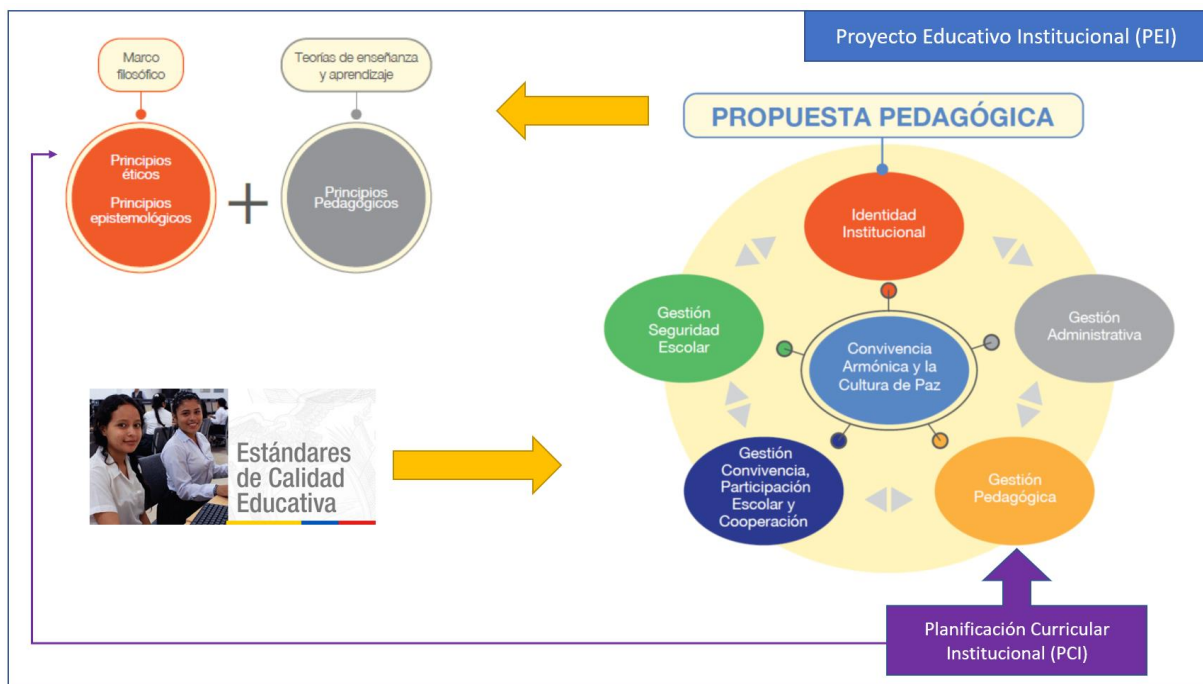 Proyecto Educativo Institucional (PEI)
Marco
filosófico
Teorías de enseñanza
y aprendizaje
PROPUESTA PEDAGÓGICA
Principios
éticos
Principios
epistemológicos
+
Principios
Pedagógicos
Identidad
Institucional
Gestión
Seguridad
Escolar
Gestión
Administrativa
Convivencia
Armónica y la
Cultura de Paz
Gestión
Convivencia,
Participación
Escolar y
Cooperación
Gestión
Pedagógica
Estándares
de Calidad
Educativa
Planificación Curricular
Institucional (PCI)